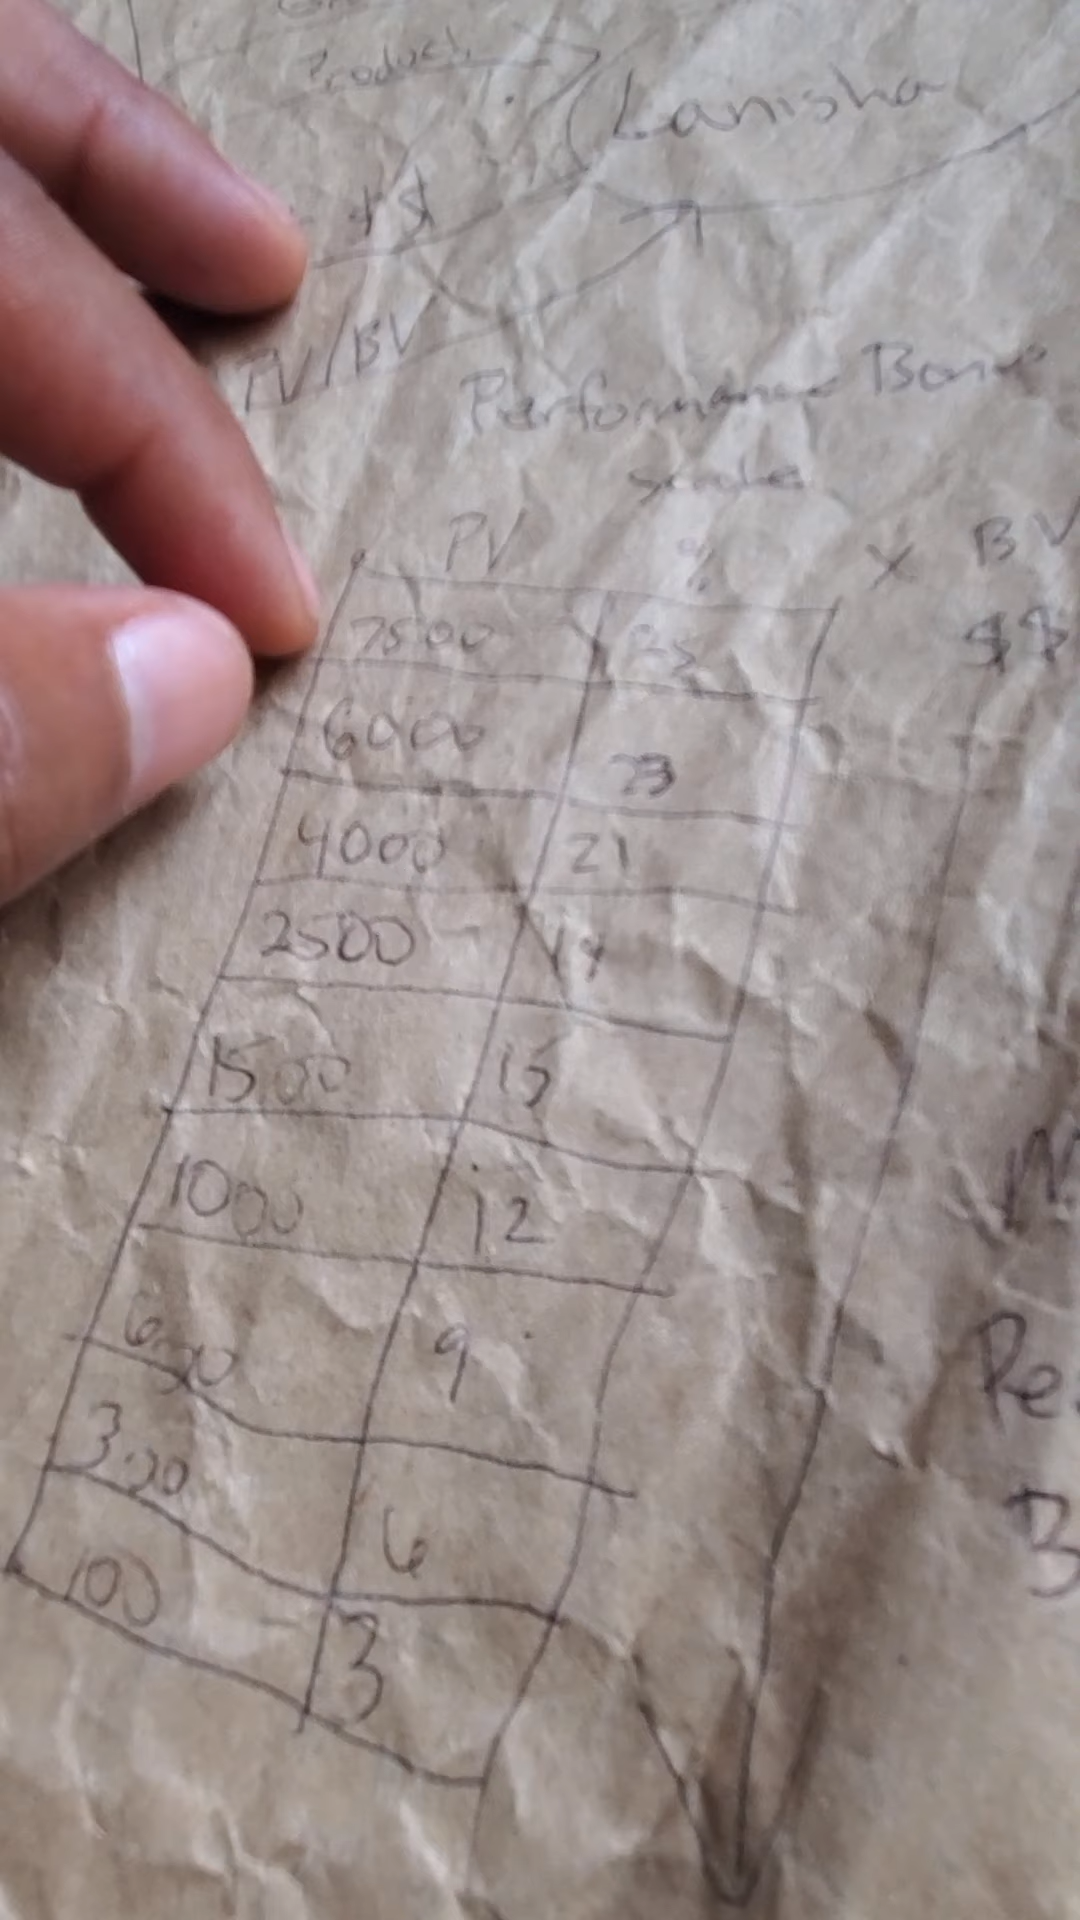 Product
(Lanisha
PV/BV
Performance Bonus
scale
PV % X BV
7500 25 $$
6000 23
4000 21
2500
1500 15
1000 12
600 9
300 6
100 3
Pe
B